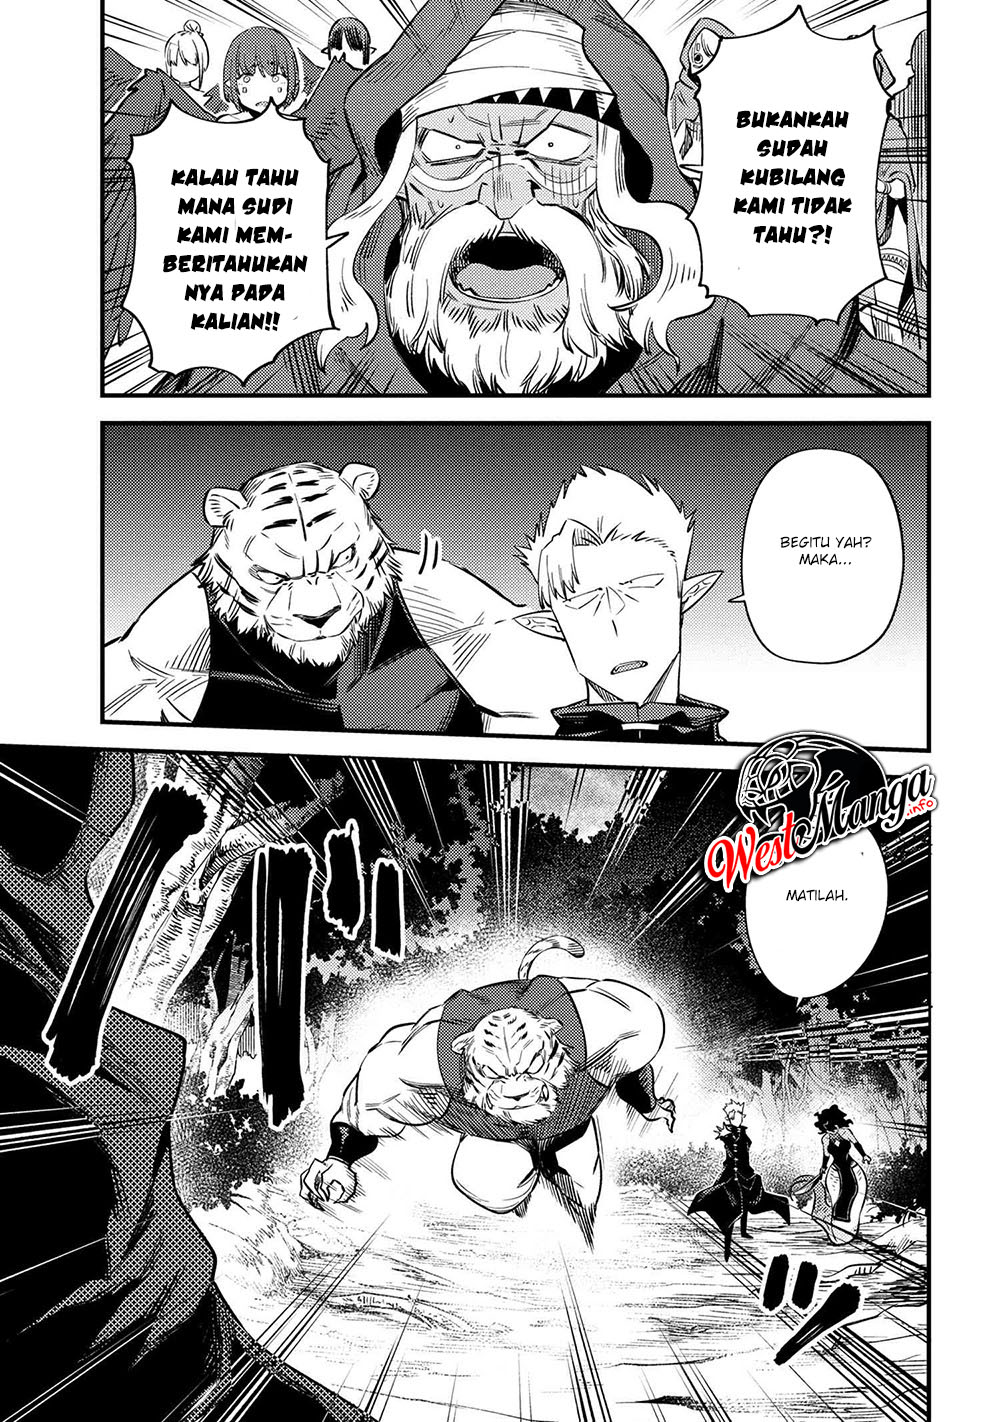 BUKANKAH
SUDAH
KUBILANG
KAMI TIDAK
TAHU?!
KALAU TAHU
MANA SUDI
KAMI MEM-
BERITAHUKAN
NYA PADA
KALIAN!!
BEGITU YAH?
MAKA...
WestManga
.info
MATILAH.